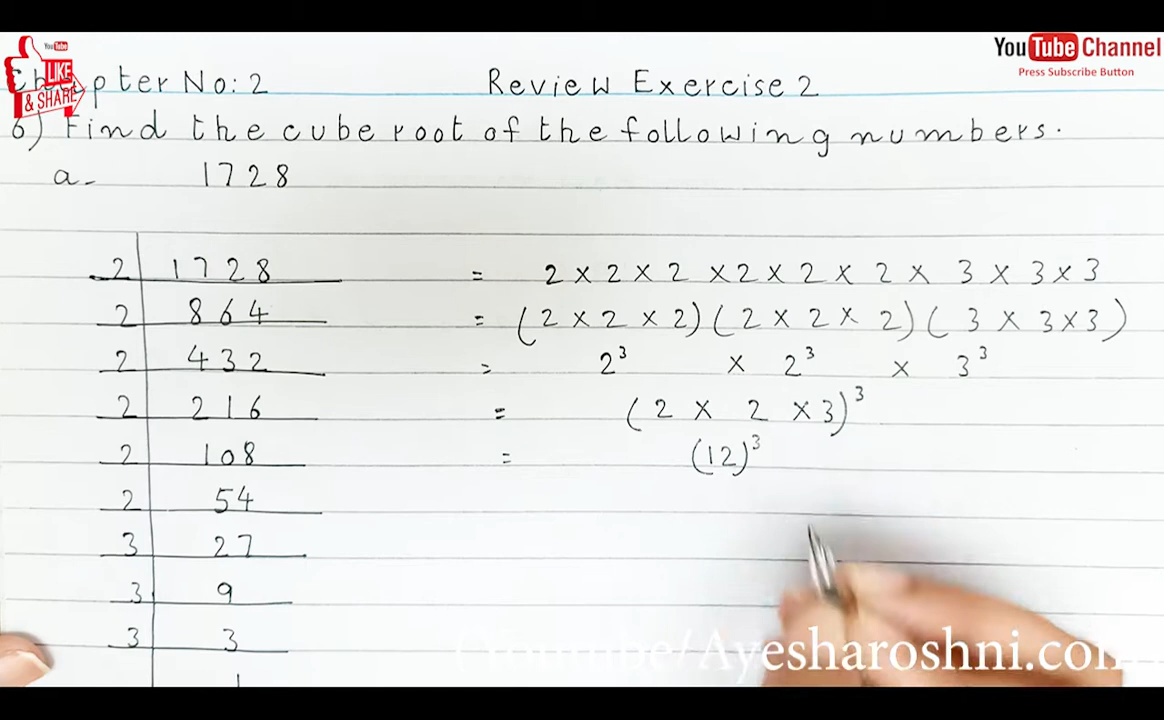 YouTube
LIKE
& SHARE
YouTube Channel
Press Subscribe Button
Chapter No: 2 Review Exercise 2
6) Find the cube root of the following numbers.
a- 1728
2 1728 = 2 × 2 × 2 × 2 × 2 × 2 × 3 × 3 × 3
2 864 = (2 × 2 × 2) (2 × 2 × 2) (3 × 3 × 3)
2 432 = 2³ × 2³ × 3³
2 216 = (2 × 2 × 3)³
2 108 = (12)³
2 54
3 27
3 9
3 3
1
Youtube/Ayesharoshni.com